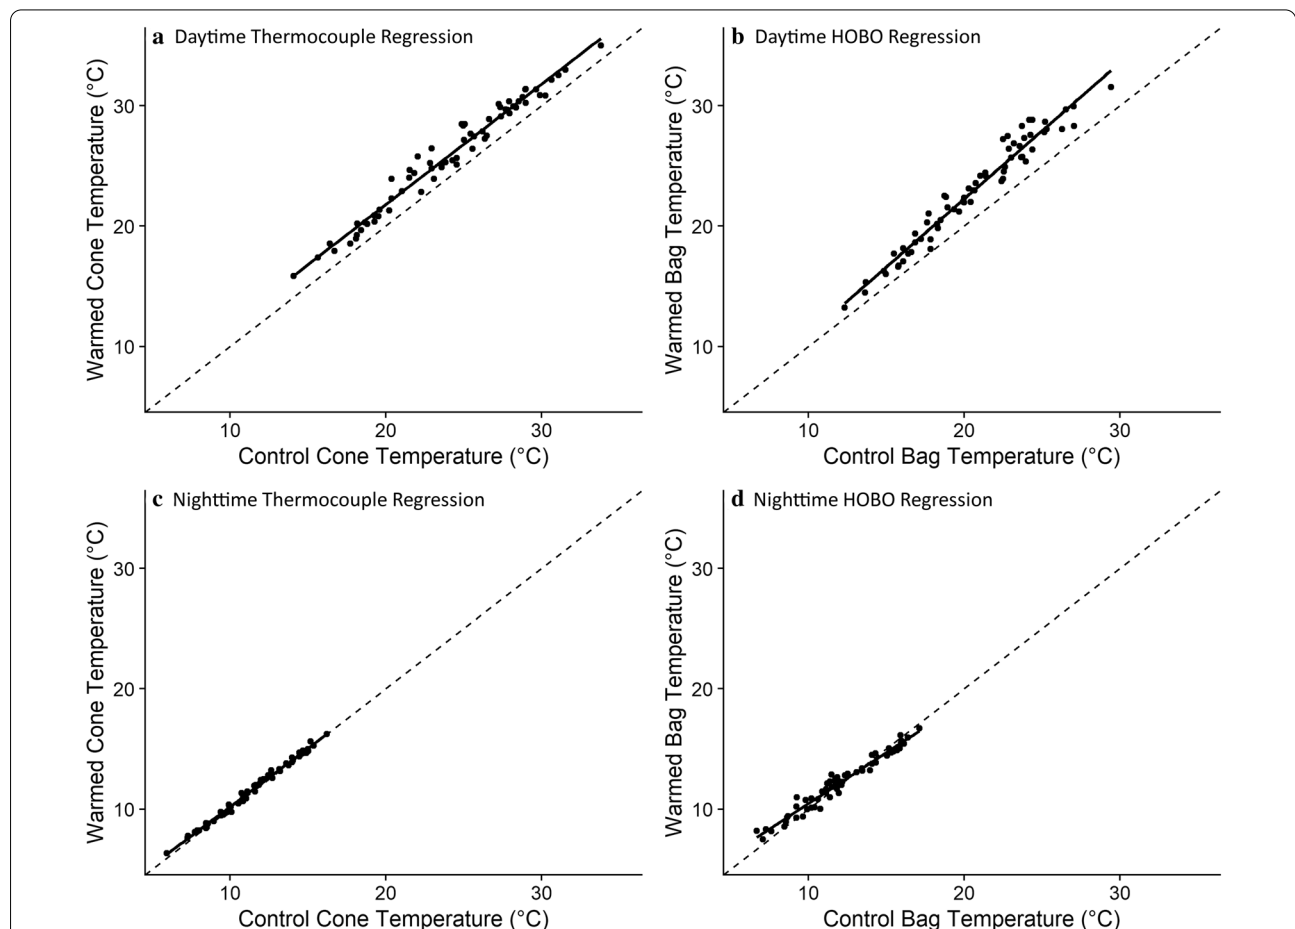 a Daytime Thermocouple Regression
Warmed Cone Temperature (°C)
30
20
10
10 20 30
Control Cone Temperature (°C)
b Daytime HOBO Regression
Warmed Bag Temperature (°C)
30
20
10
10 20 30
Control Bag Temperature (°C)
c Nighttime Thermocouple Regression
Warmed Cone Temperature (°C)
30
20
10
10 20 30
Control Cone Temperature (°C)
d Nighttime HOBO Regression
Warmed Bag Temperature (°C)
30
20
10
10 20 30
Control Bag Temperature (°C)